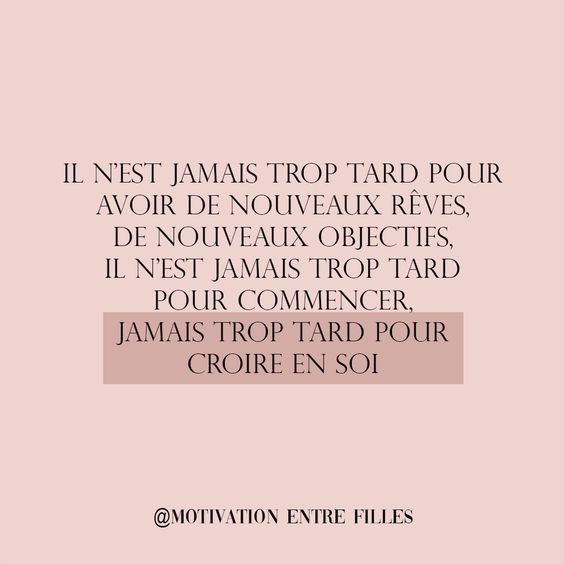 IL N'EST JAMAIS TROP TARD POUR
AVOIR DE NOUVEAUX RÊVES,
DE NOUVEAUX OBJECTIFS,
IL N'EST JAMAIS TROP TARD
POUR COMMENCER,
JAMAIS TROP TARD POUR
CROIRE EN SOI
@MOTIVATION ENTRE FILLES